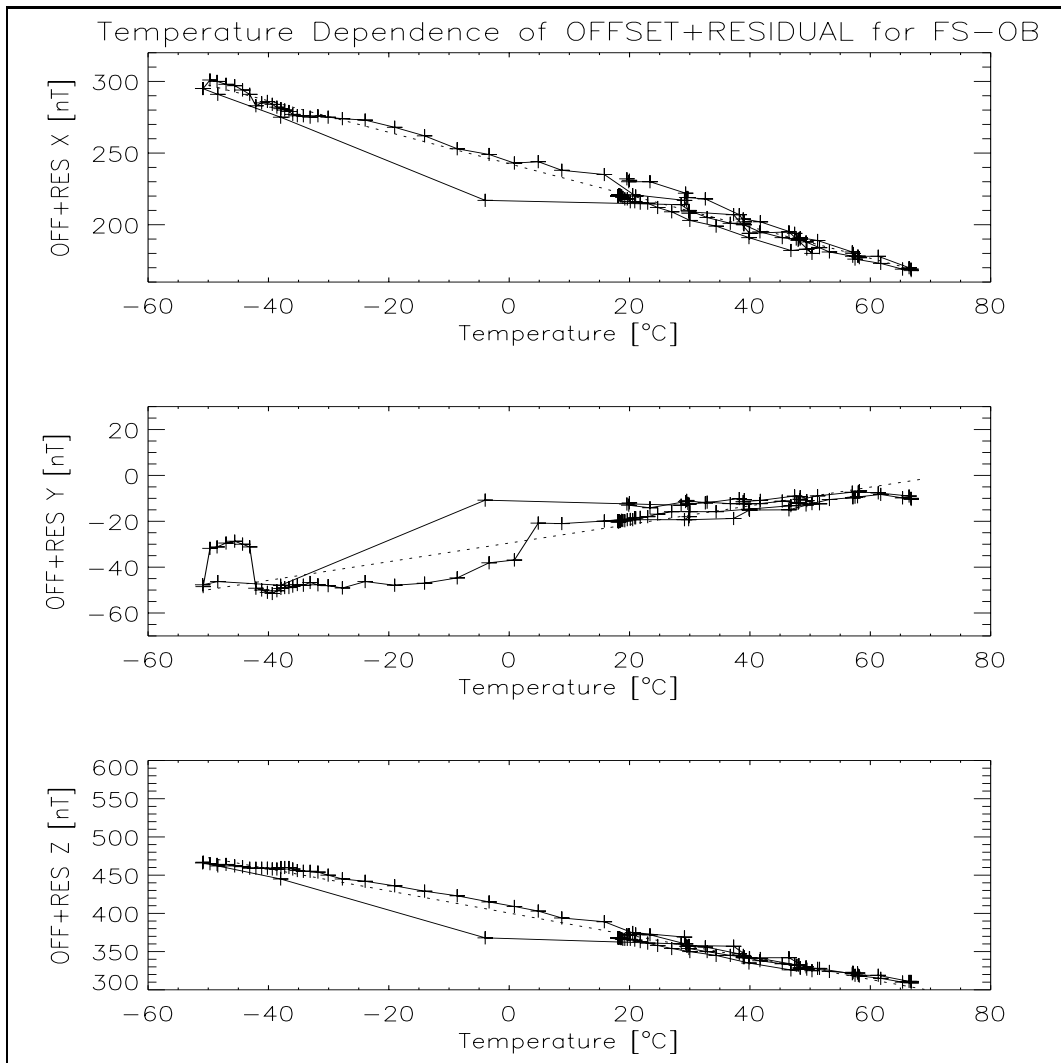 Temperature Dependence of OFFSET+RESIDUAL for FS-OB
OFF+RES X [nT]
300
250
200
-60 -40 -20 0 20 40 60 80
Temperature [°C]
OFF+RES Y [nT]
20
0
-20
-40
-60
-60 -40 -20 0 20 40 60 80
Temperature [°C]
OFF+RES Z [nT]
600
550
500
450
400
350
300
-60 -40 -20 0 20 40 60 80
Temperature [°C]